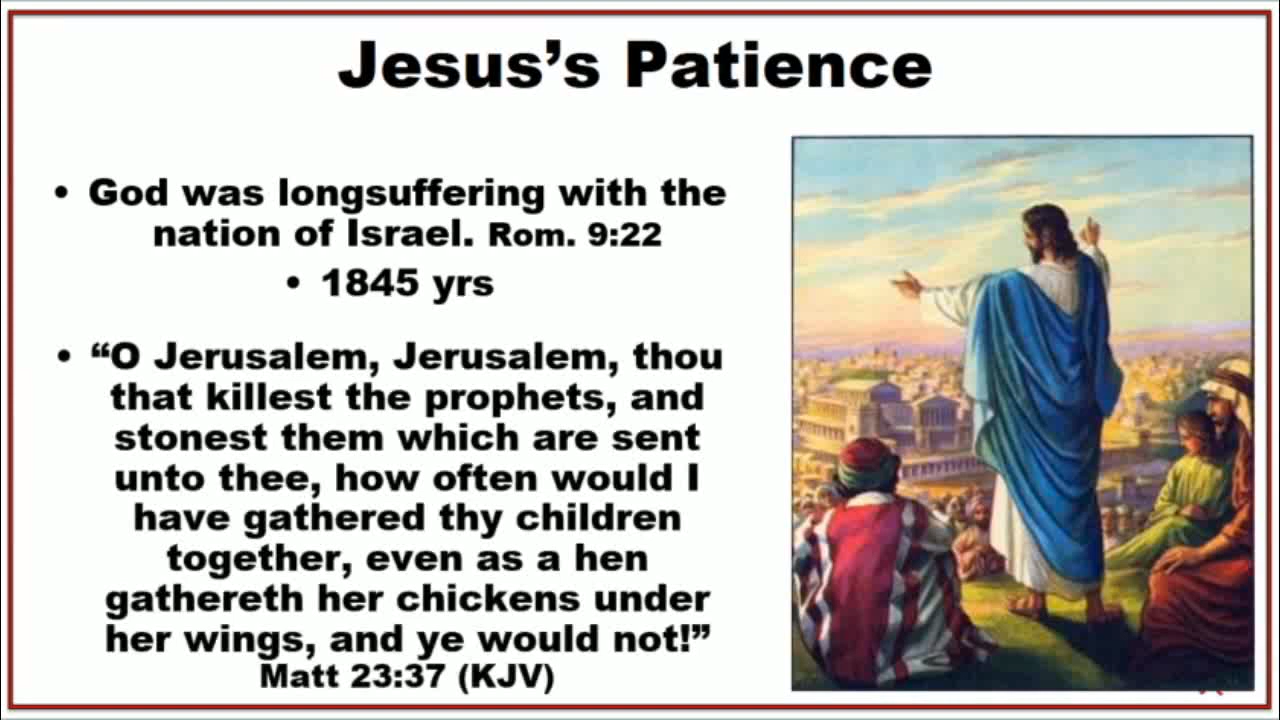 Jesus’s Patience
• God was longsuffering with the
nation of Israel. Rom. 9:22
• 1845 yrs
• “O Jerusalem, Jerusalem, thou
that killest the prophets, and
stonest them which are sent
unto thee, how often would I
have gathered thy children
together, even as a hen
gathereth her chickens under
her wings, and ye would not!”
Matt 23:37 (KJV)